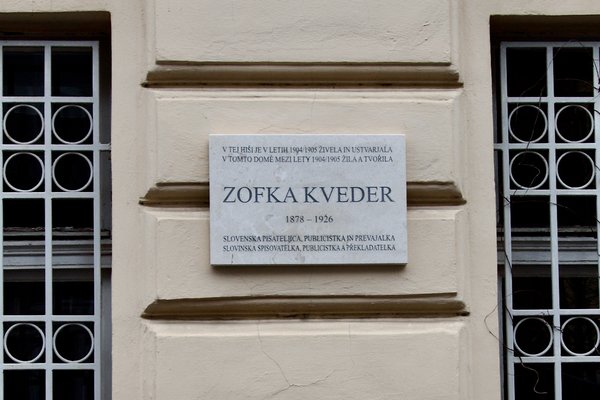 V TEJ HIŠI JE V LETIH 1904/1905 ŽIVELA IN USTVARJALA
V TOMTO DOMĚ MEZI LETY 1904/1905 ŽILA A TVOŘILA
ZOFKA KVEDER
1878 – 1926
SLOVENSKA PISATELJICA, PUBLICISTKA IN PREVAJALKA
SLOVINSKÁ SPISOVATELKA, PUBLICISTKA A PŘEKLADATELKA